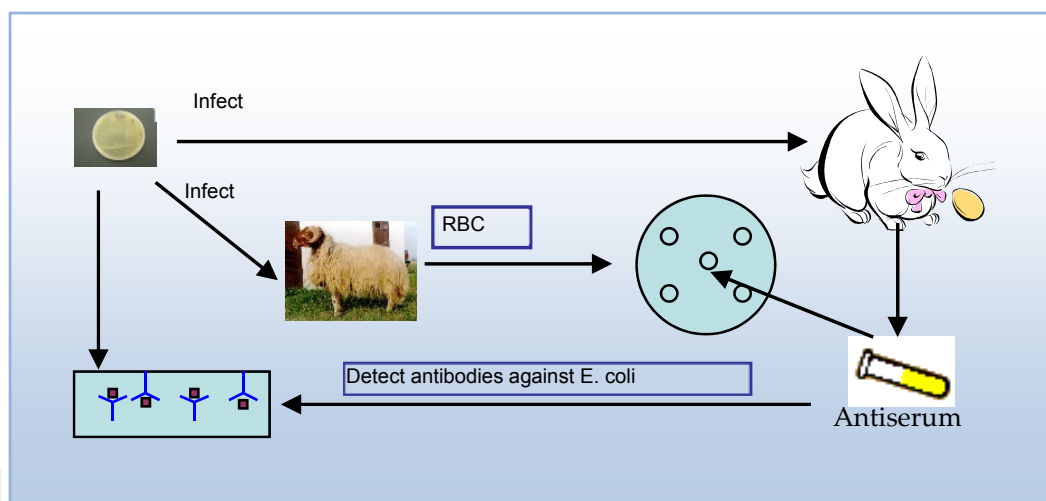 Infect
Infect
RBC
Detect antibodies against E. coli
Antiserum